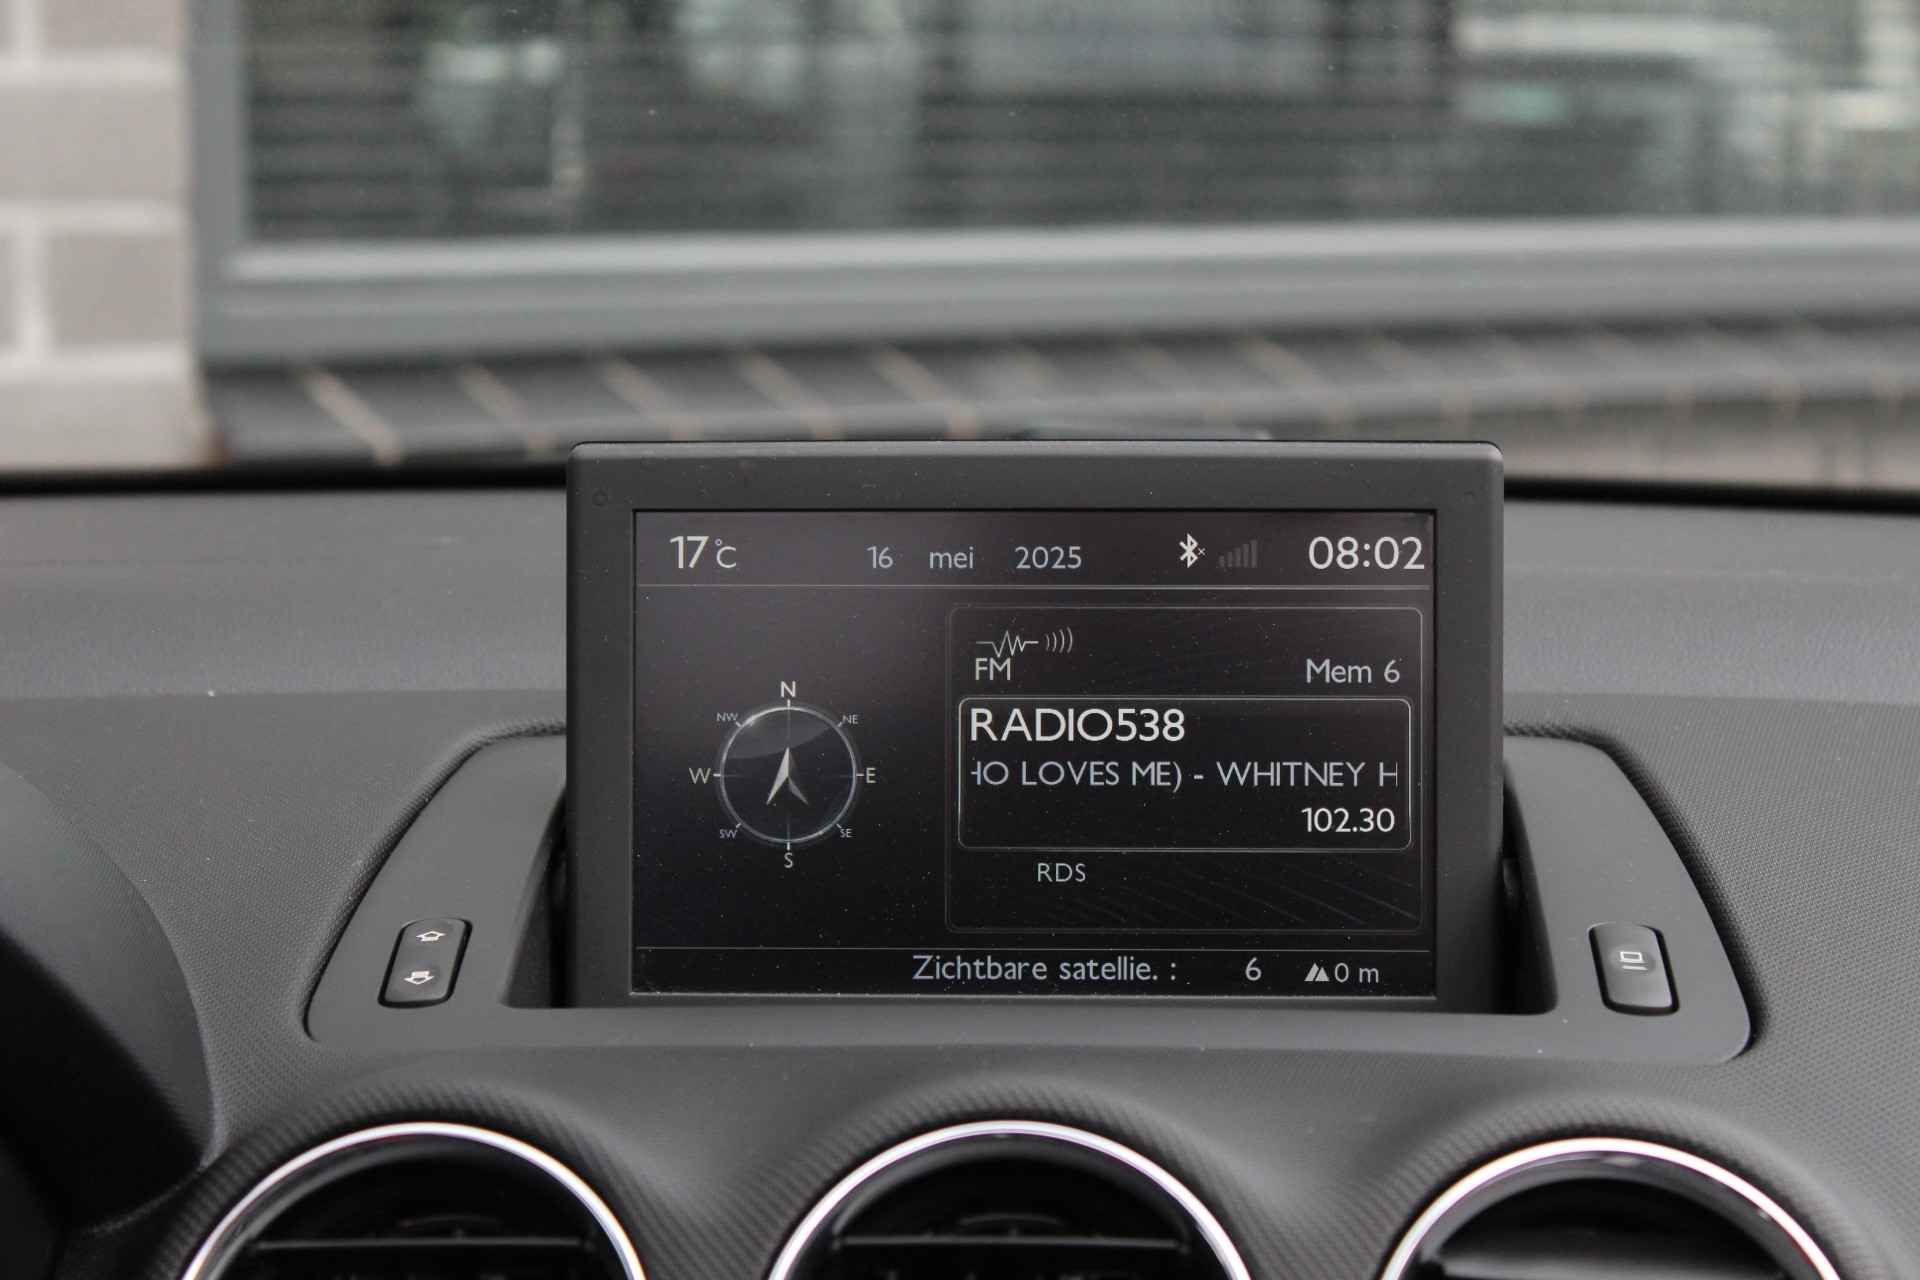 17°C 16 mei 2025 08:02
FM
Mem 6
RADIO538
HO LOVES ME) - WHITNEY H
102.30
RDS
N
NW NE
W E
SW SE
S
Zichtbare satellie. : 6 0 m